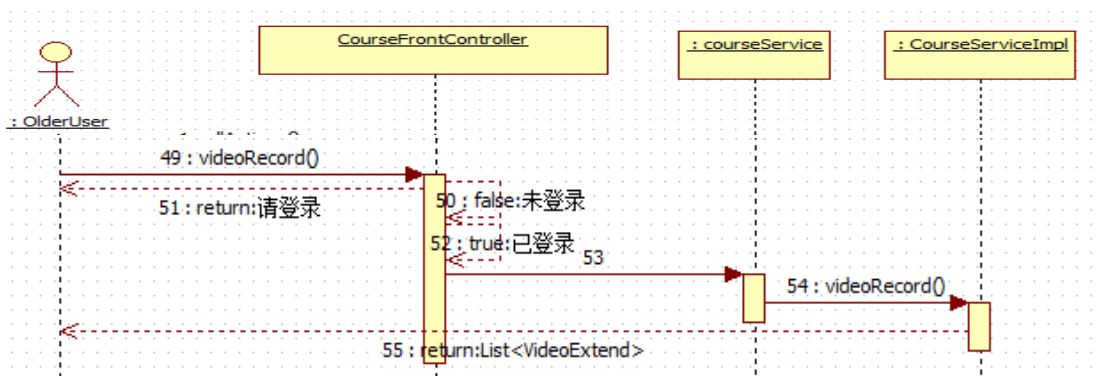 CourseFrontController
: courseService
: CourseServiceImpl
: OlderUser
49 : videoRecord()
50 : false:未登录
51 : return:请登录
52 : true:已登录
53
54 : videoRecord()
55 : return:List<VideoExtend>